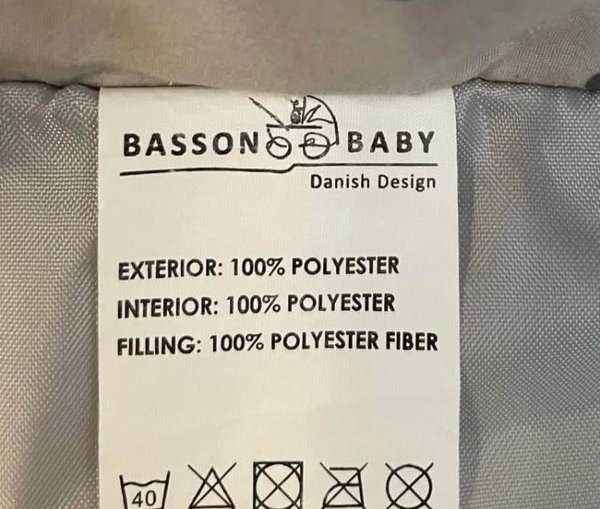 BASSON BABY
Danish Design
EXTERIOR: 100% POLYESTER
INTERIOR: 100% POLYESTER
FILLING: 100% POLYESTER FIBER
40